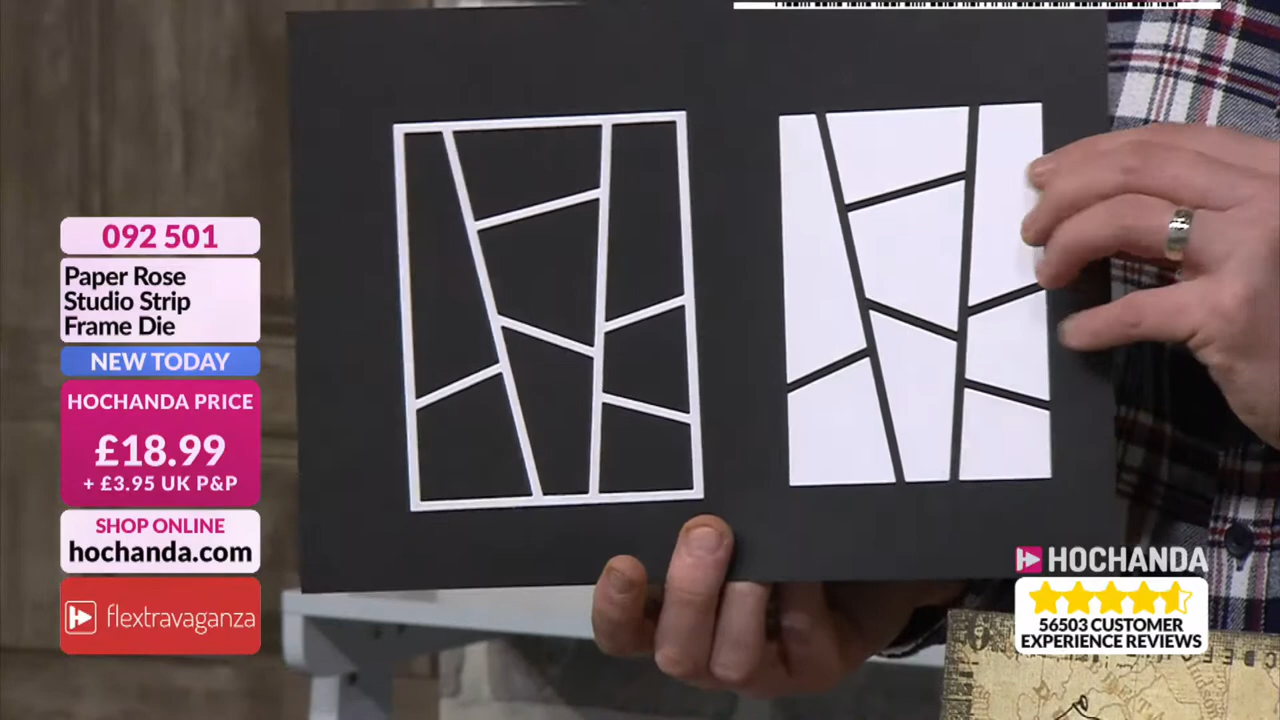 092 501
Paper Rose
Studio Strip
Frame Die
NEW TODAY
HOCHANDA PRICE
£18.99
+ £3.95 UK P&P
SHOP ONLINE
hochanda.com
flextravaganza
HOCHANDA
56503 CUSTOMER
EXPERIENCE REVIEWS